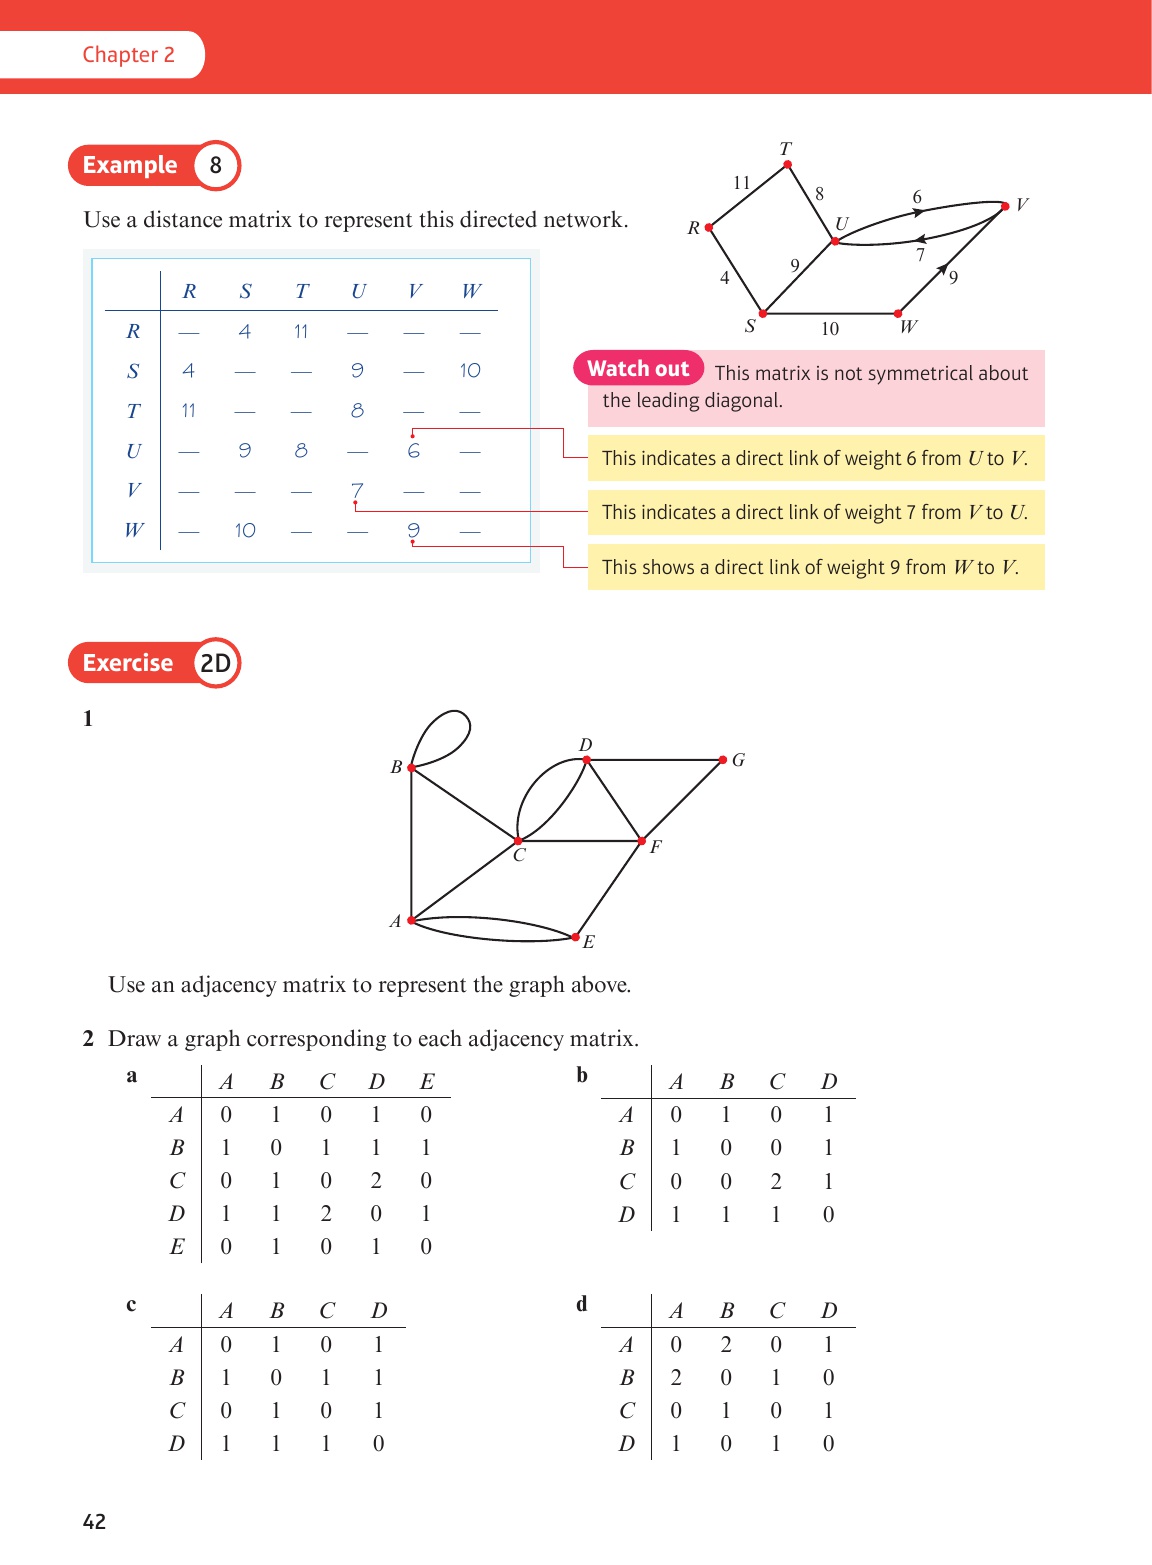 Chapter 2
Example 8
Use a distance matrix to represent this directed network.
T
11
8
6
V
R
U
7
9
4
9
S
10
W
R S T U V W
R — 4 11 — — —
S 4 — — 9 — 10
T 11 — — 8 — —
U — 9 8 — 6 —
V — — — 7 — —
W — 10 — — 9 —
Watch out This matrix is not symmetrical about
the leading diagonal.
This indicates a direct link of weight 6 from U to V.
This indicates a direct link of weight 7 from V to U.
This shows a direct link of weight 9 from W to V.
Exercise 2D
1
D
B
G
C
F
A
E
Use an adjacency matrix to represent the graph above.
2 Draw a graph corresponding to each adjacency matrix.
a
A B C D E
A 0 1 0 1 0
B 1 0 1 1 1
C 0 1 0 2 0
D 1 1 2 0 1
E 0 1 0 1 0
b
A B C D
A 0 1 0 1
B 1 0 0 1
C 0 0 2 1
D 1 1 1 0
c
A B C D
A 0 1 0 1
B 1 0 1 1
C 0 1 0 1
D 1 1 1 0
d
A B C D
A 0 2 0 1
B 2 0 1 0
C 0 1 0 1
D 1 0 1 0
42